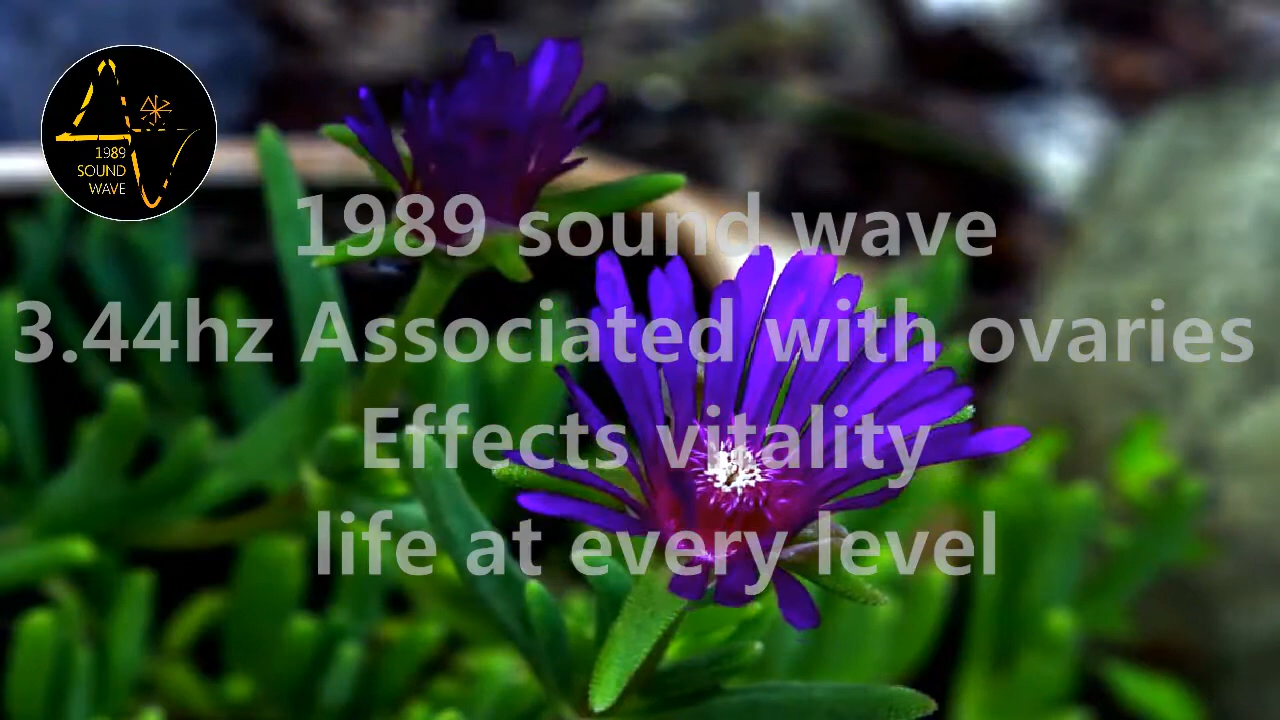 1989
SOUND
WAVE
1989 sound wave
3.44hz Associated with ovaries
Effects vitality
life at every level